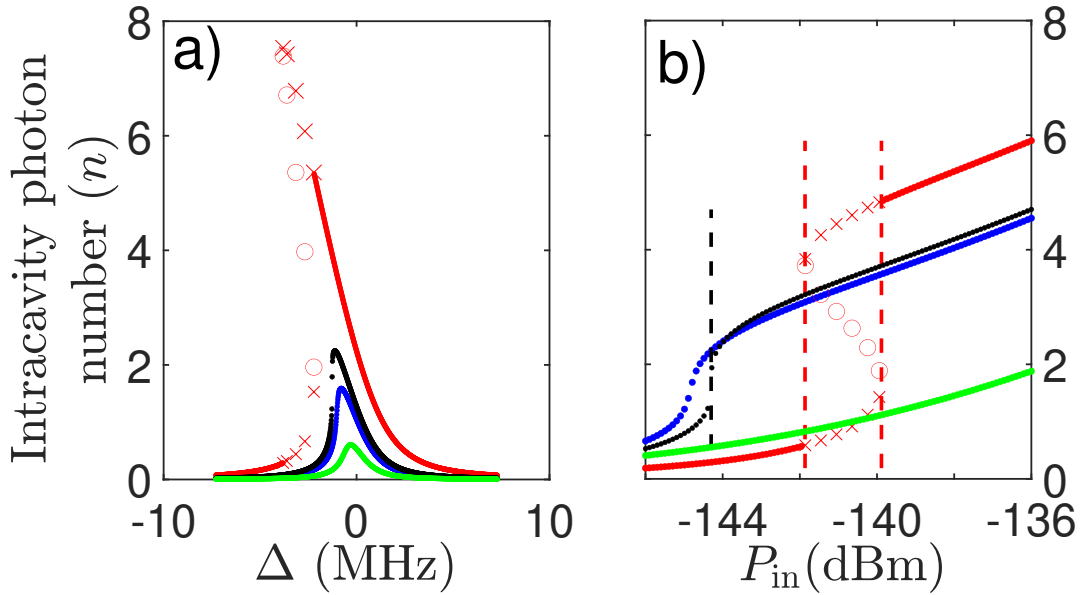 Intracavity photon
number (n)
a)
8
6
4
2
0
-10
0
10
Δ (MHz)
b)
8
6
4
2
0
-144
-140
-136
P_in(dBm)